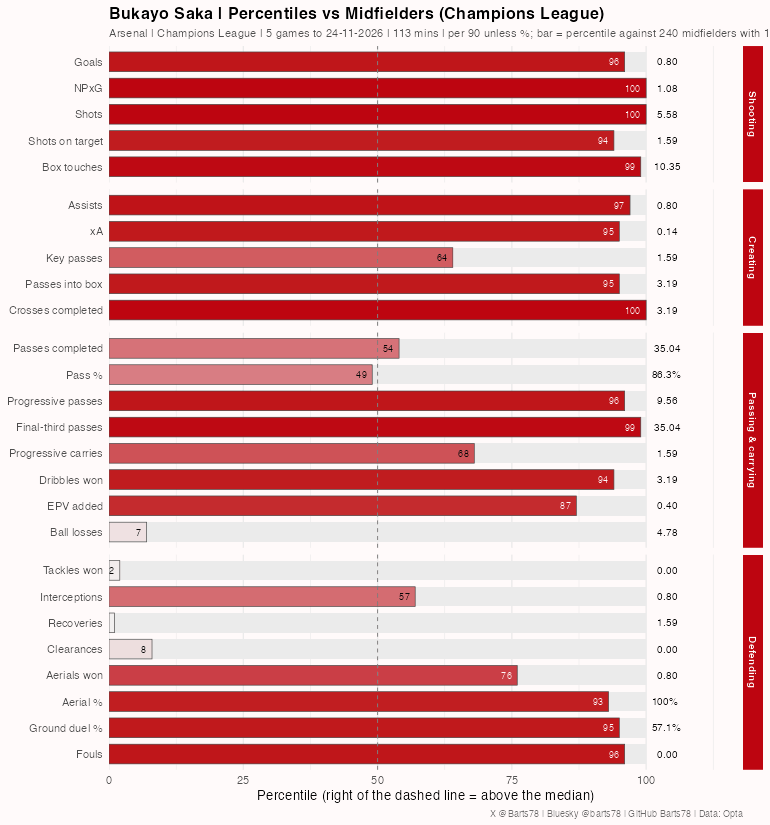 Bukayo Saka | Percentiles vs Midfielders (Champions League)
Arsenal | Champions League | 5 games to 24-11-2026 | 113 mins | per 90 unless %; bar = percentile against 240 midfielders with 1
Goals 96 0.80
NPxG 100 1.08
Shots 100 5.58
Shots on target 94 1.59
Box touches 99 10.35
Shooting
Assists 97 0.80
xA 95 0.14
Key passes 64 1.59
Passes into box 95 3.19
Crosses completed 100 3.19
Creating
Passes completed 54 35.04
Pass % 49 86.3%
Progressive passes 96 9.56
Final-third passes 99 35.04
Progressive carries 68 1.59
Dribbles won 94 3.19
EPV added 87 0.40
Ball losses 7 4.78
Passing & carrying
Tackles won 2 0.00
Interceptions 57 0.80
Recoveries 1.59
Clearances 8 0.00
Aerials won 76 0.80
Aerial % 93 100%
Ground duel % 95 57.1%
Fouls 96 0.00
Defending
0 25 50 75 100
Percentile (right of the dashed line = above the median)
X @Barts78 | Bluesky @barts78 | GitHub Barts78 | Data: Opta